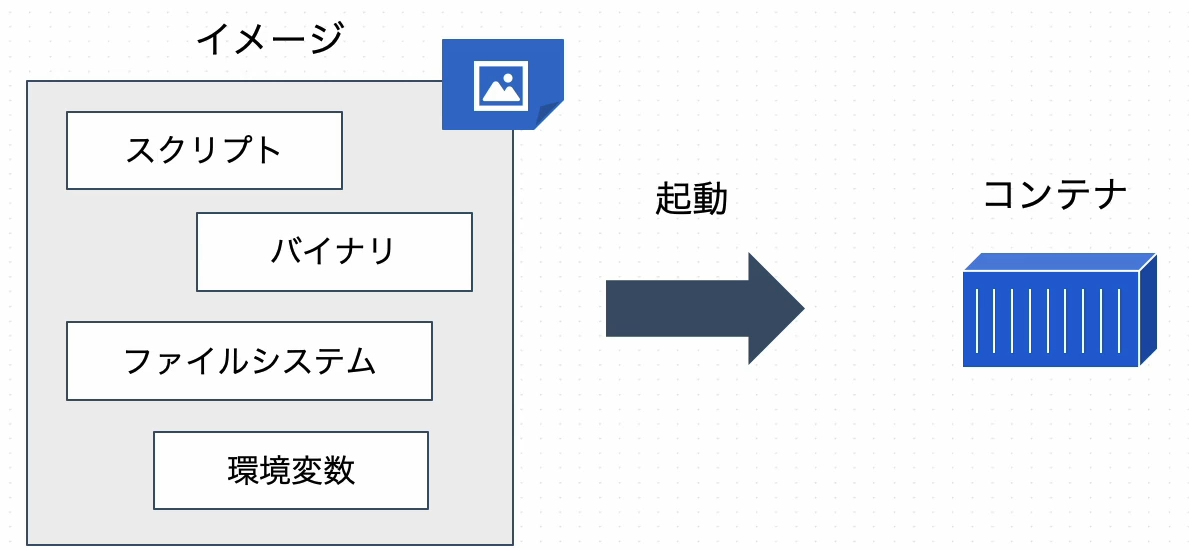 イメージ
スクリプト
バイナリ
ファイルシステム
環境変数
起動
コンテナ